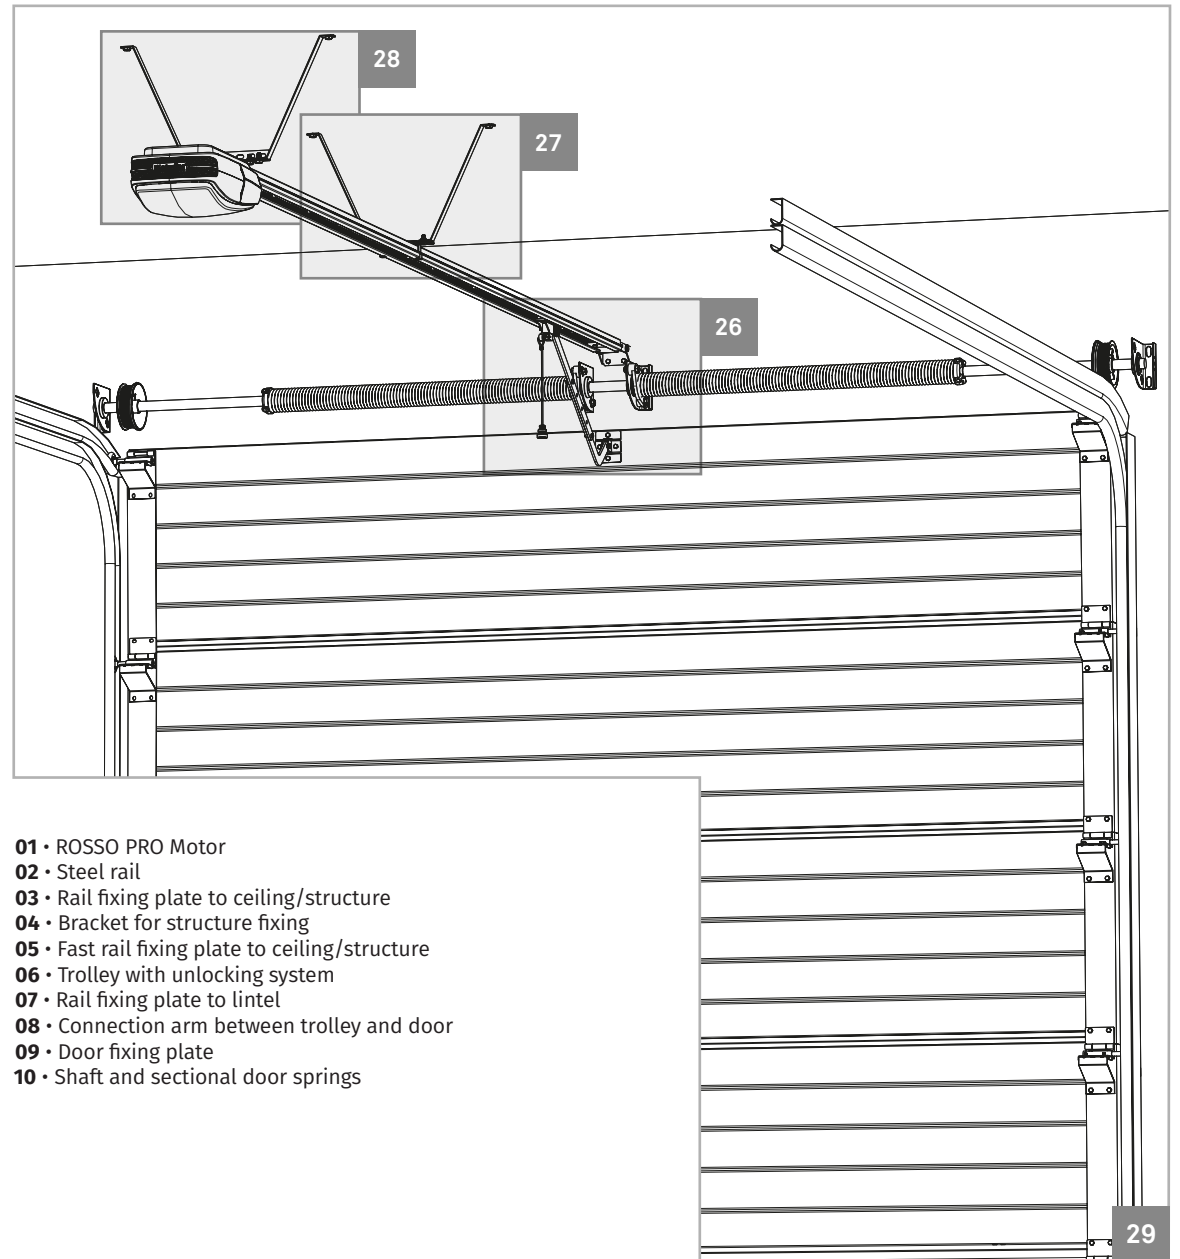 28
27
26
01 • ROSSO PRO Motor
02 • Steel rail
03 • Rail fixing plate to ceiling/structure
04 • Bracket for structure fixing
05 • Fast rail fixing plate to ceiling/structure
06 • Trolley with unlocking system
07 • Rail fixing plate to lintel
08 • Connection arm between trolley and door
09 • Door fixing plate
10 • Shaft and sectional door springs
29